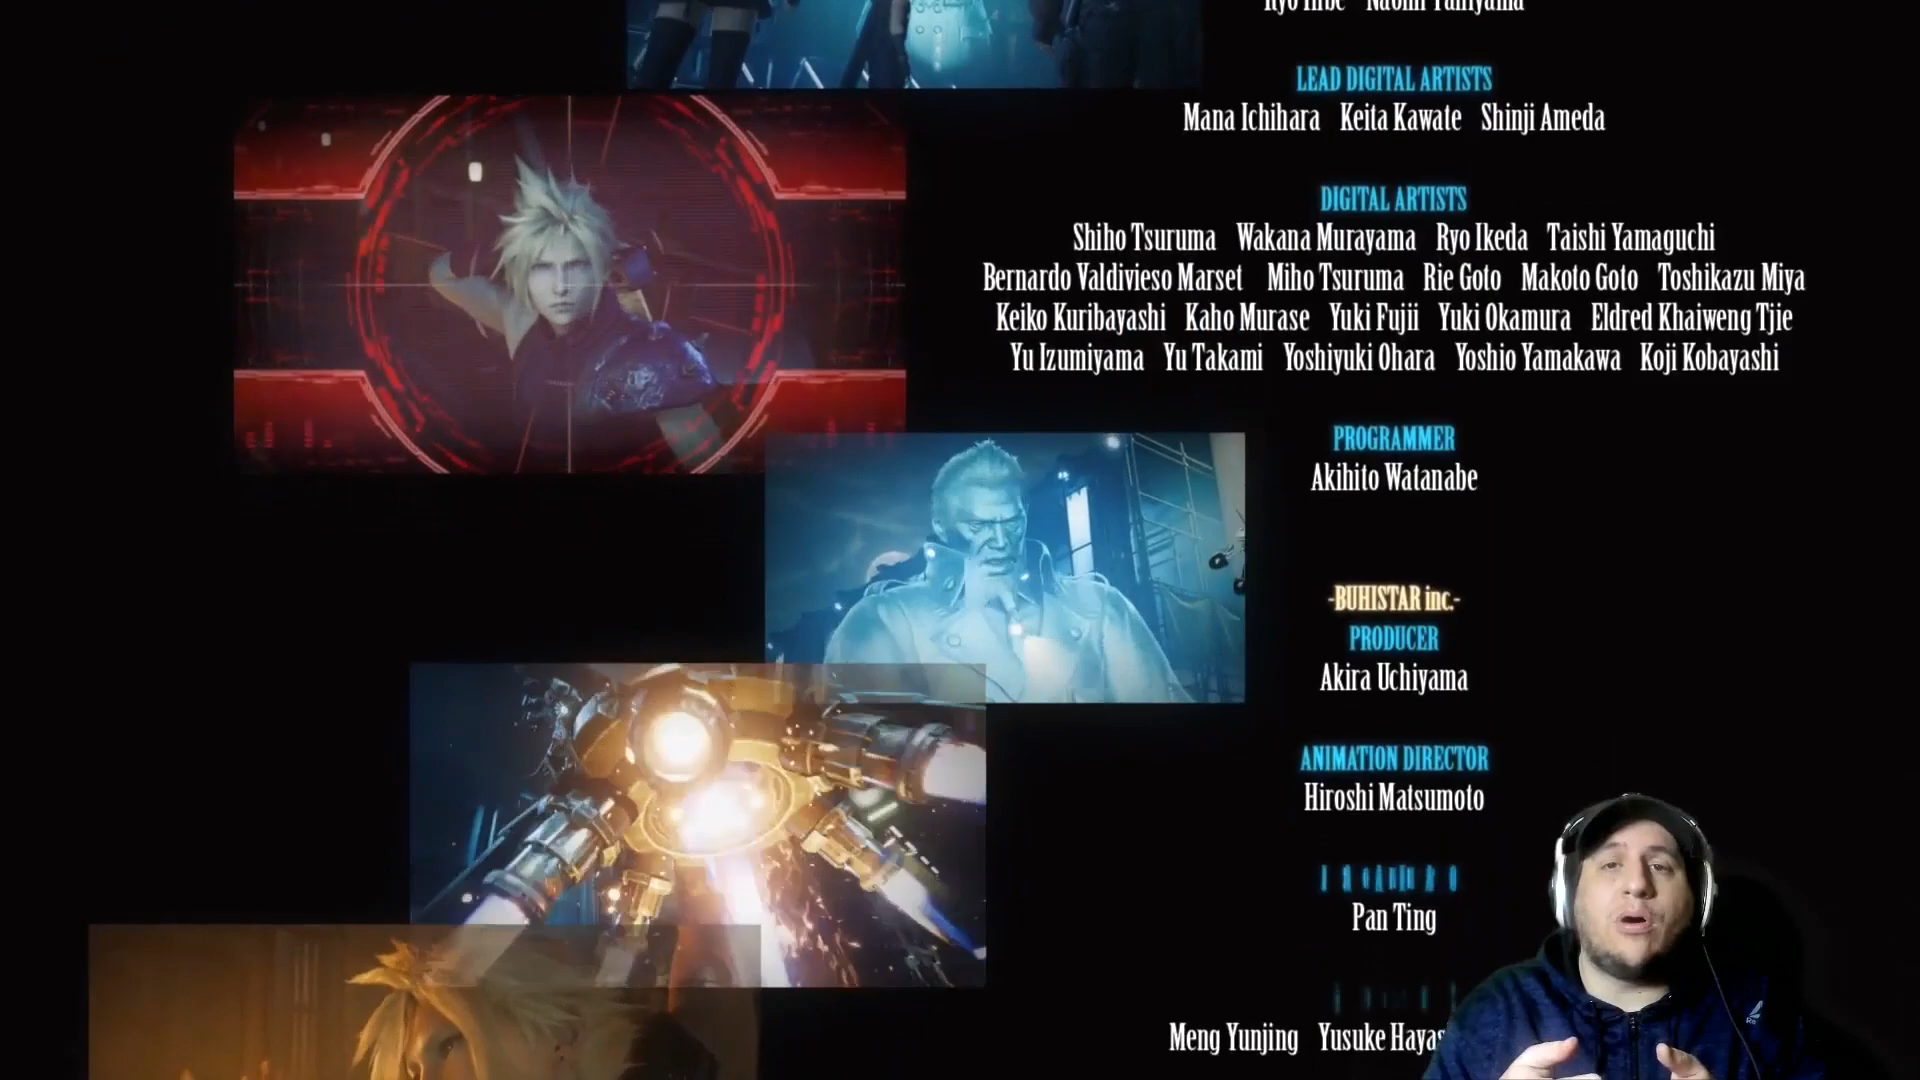 LEAD DIGITAL ARTISTS
Mana Ichihara Keita Kawate Shinji Ameda
DIGITAL ARTISTS
Shiho Tsuruma Wakana Murayama Ryo Ikeda Taishi Yamaguchi
Bernardo Valdivieso Marset Miho Tsuruma Rie Goto Makoto Goto Toshikazu Miya
Keiko Kuribayashi Kaho Murase Yuki Fujii Yuki Okamura Eldred Khaiweng Tjie
Yu Izumiyama Yu Takami Yoshiyuki Ohara Yoshio Yamakawa Koji Kobayashi
PROGRAMMER
Akihito Watanabe
-BUHISTAR inc.-
PRODUCER
Akira Uchiyama
ANIMATION DIRECTOR
Hiroshi Matsumoto
Pan Ting
Meng Yunjing Yusuke